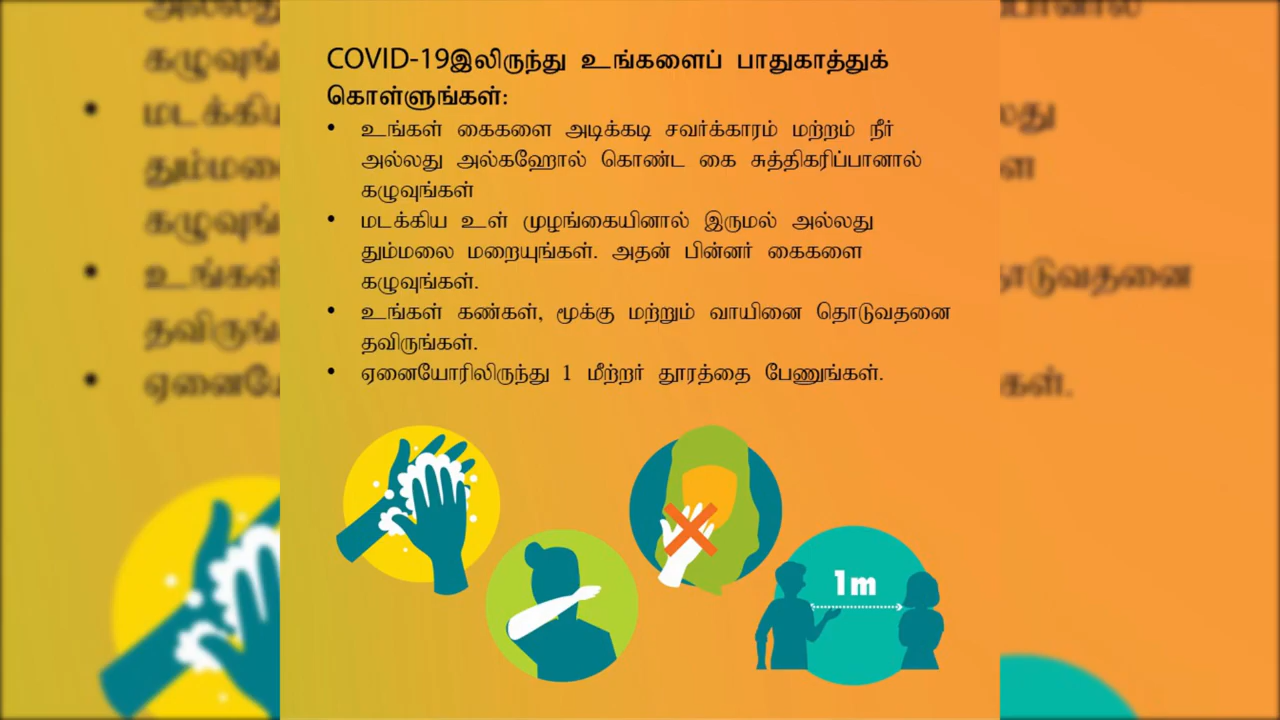 COVID-19இலிருந்து உங்களைப் பாதுகாத்துக்
கொள்ளுங்கள்:
• உங்கள் கைகளை அடிக்கடி சவர்க்காரம் மற்றம் நீர்
அல்லது அல்கஹோல் கொண்ட கை சுத்திகரிப்பானால்
கழுவுங்கள்
• மடக்கிய உள் முழங்கையினால் இருமல் அல்லது
தும்மலை மறையுங்கள். அதன் பின்னர் கைகளை
கழுவுங்கள்.
• உங்கள் கண்கள், மூக்கு மற்றும் வாயினை தொடுவதனை
தவிருங்கள்.
• ஏனையோரிலிருந்து 1 மீற்றர் தூரத்தை பேணுங்கள்.
1m